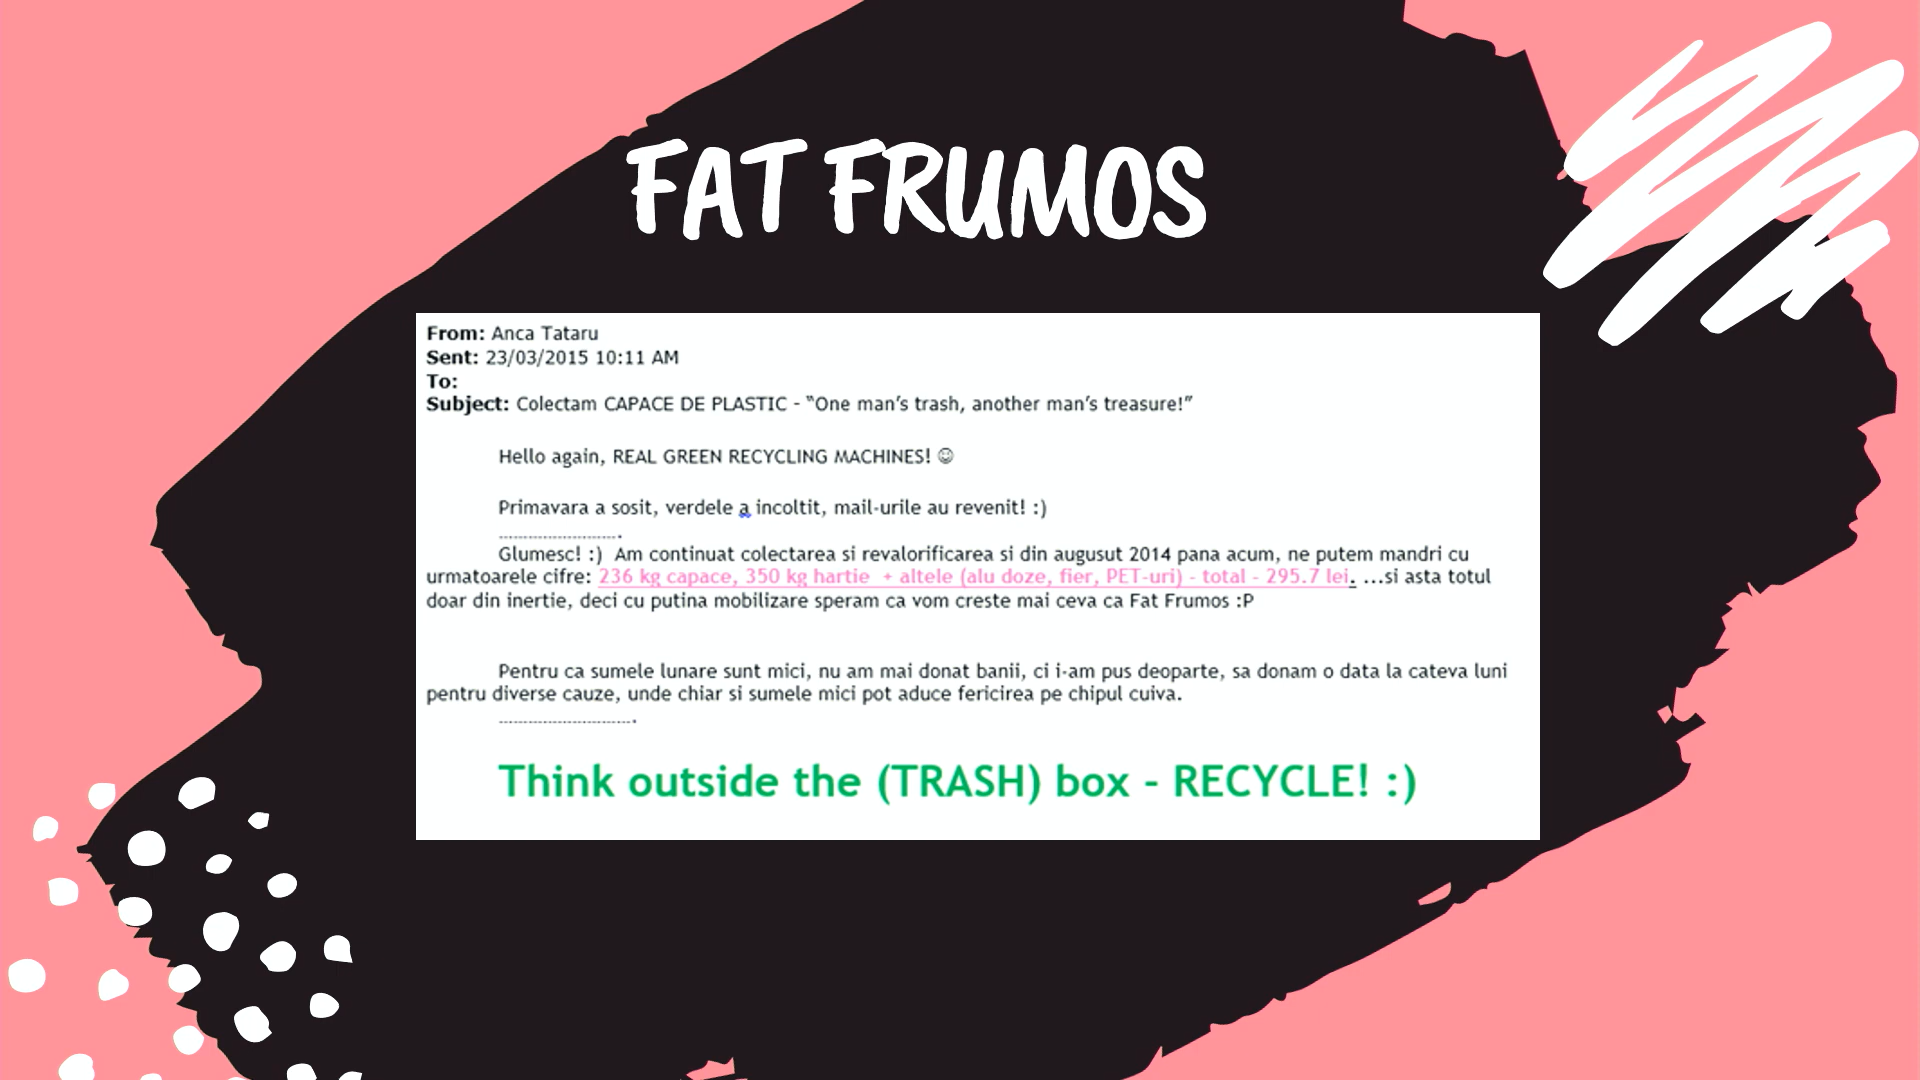 FAT FRUMOS
From: Anca Tataru
Sent: 23/03/2015 10:11 AM
To:
Subject: Colectam CAPACE DE PLASTIC - “One man’s trash, another man’s treasure!”
Hello again, REAL GREEN RECYCLING MACHINES! ☺
Primavara a sosit, verdele a incoltit, mail-urile au revenit! :)
............................
Glumesc! :) Am continuat colectarea si revalorificarea si din augusut 2014 pana acum, ne putem mandri cu
urmatoarele cifre: 236 kg capace, 350 kg hartie + altele (alu doze, fier, PET-uri) - total - 295.7 lei. ...si asta totul
doar din inertie, deci cu putina mobilizare speram ca vom creste mai ceva ca Fat Frumos :P
Pentru ca sumele lunare sunt mici, nu am mai donat banii, ci i-am pus deoparte, sa donam o data la cateva luni
pentru diverse cauze, unde chiar si sumele mici pot aduce fericirea pe chipul cuiva.
...............................
Think outside the (TRASH) box - RECYCLE! :)